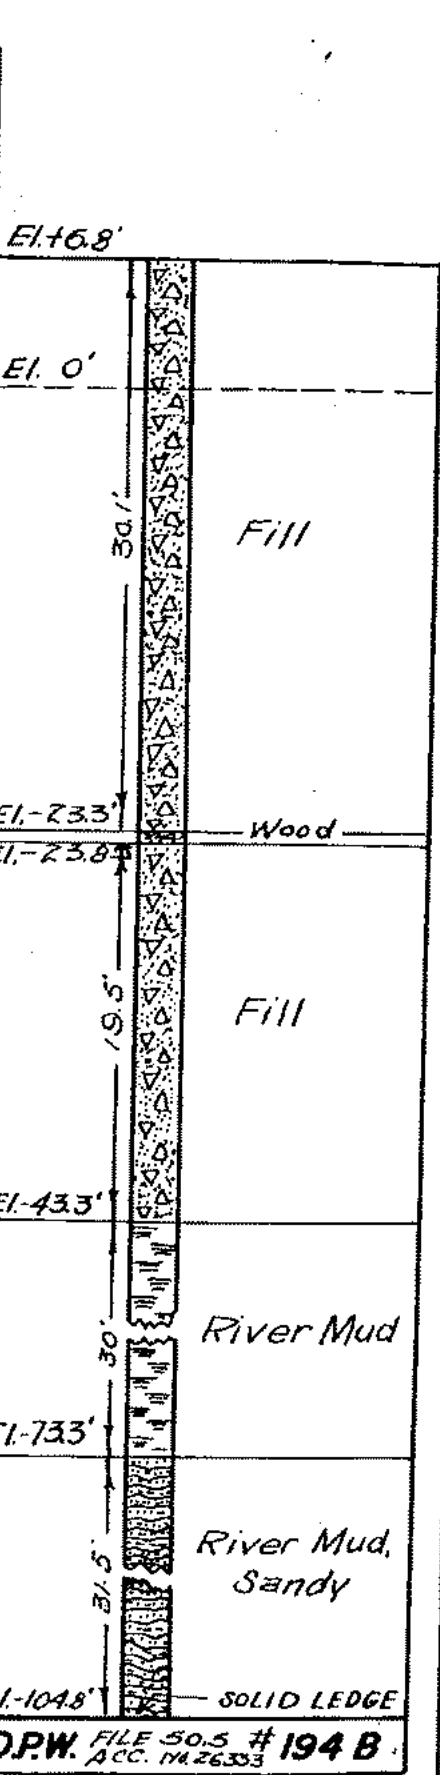 El.+6.8'
El. 0'
30.1'
Fill
El.-23.3'
Wood
El.-23.8
19.5'
Fill
El.-43.3'
30'
River Mud
El.-73.3'
31.5'
River Mud,
Sandy
El.-104.8'
SOLID LEDGE
D.P.W. FILE 50.5 # 194 B
ACC. No. 26333